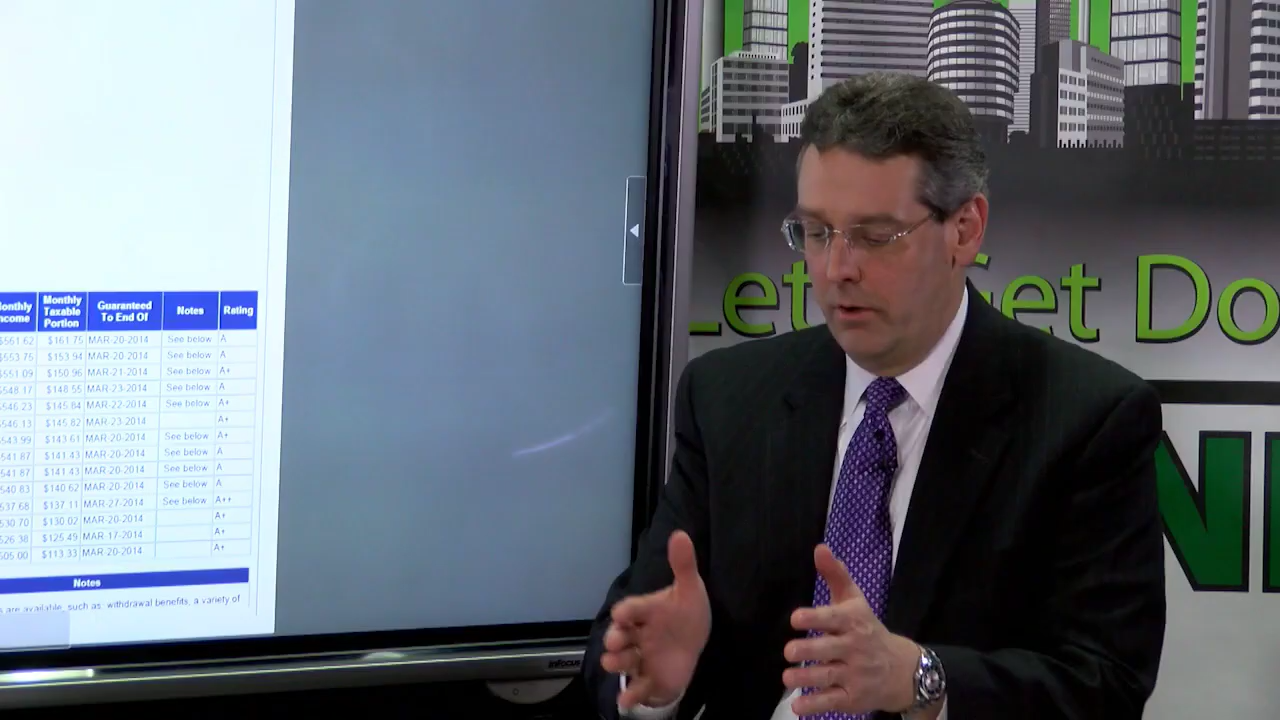 Monthly Taxable Portion Guaranteed To End Of Notes Rating
$561.62 $161.75 MAR-20-2014 See below A
$553.75 $153.94 MAR-20-2014 See below A
$551.09 $150.96 MAR-21-2014 See below A+
$548.17 $148.55 MAR-23-2014 See below A
$546.23 $145.84 MAR-22-2014 See below A+
$546.13 $145.82 MAR-23-2014 A+
$543.99 $143.61 MAR-20-2014 See below A+
541.87 $141.43 MAR-20-2014 See below A
541.87 $141.43 MAR-20-2014 See below A
540.83 $140.62 MAR-20-2014 See below A
537.68 $137.11 MAR-27-2014 See below A++
530.70 $130.02 MAR-20-2014 A+
526.38 $125.49 MAR-17-2014 A+
505.00 $113.33 MAR-20-2014 A+
Notes
are available, such as withdrawal benefits, a variety of
infocus
Let Get Do
N